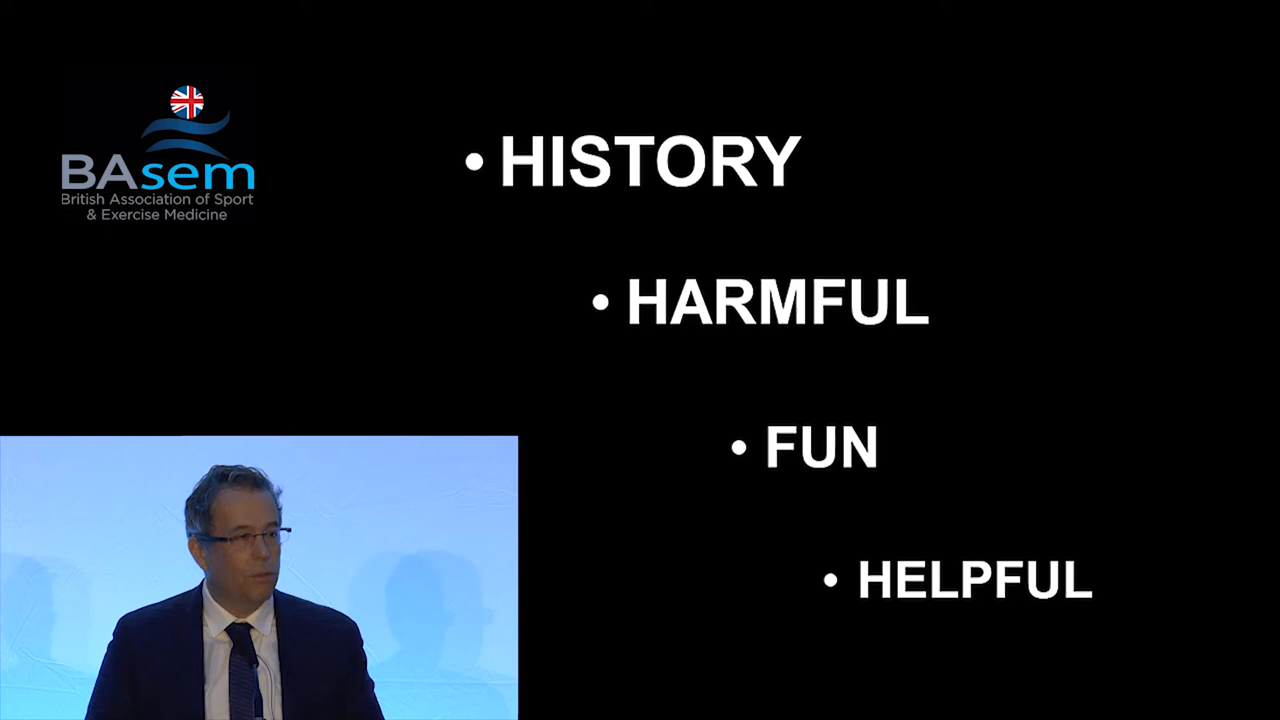 BAsem
British Association of Sport
& Exercise Medicine
• HISTORY
• HARMFUL
• FUN
• HELPFUL